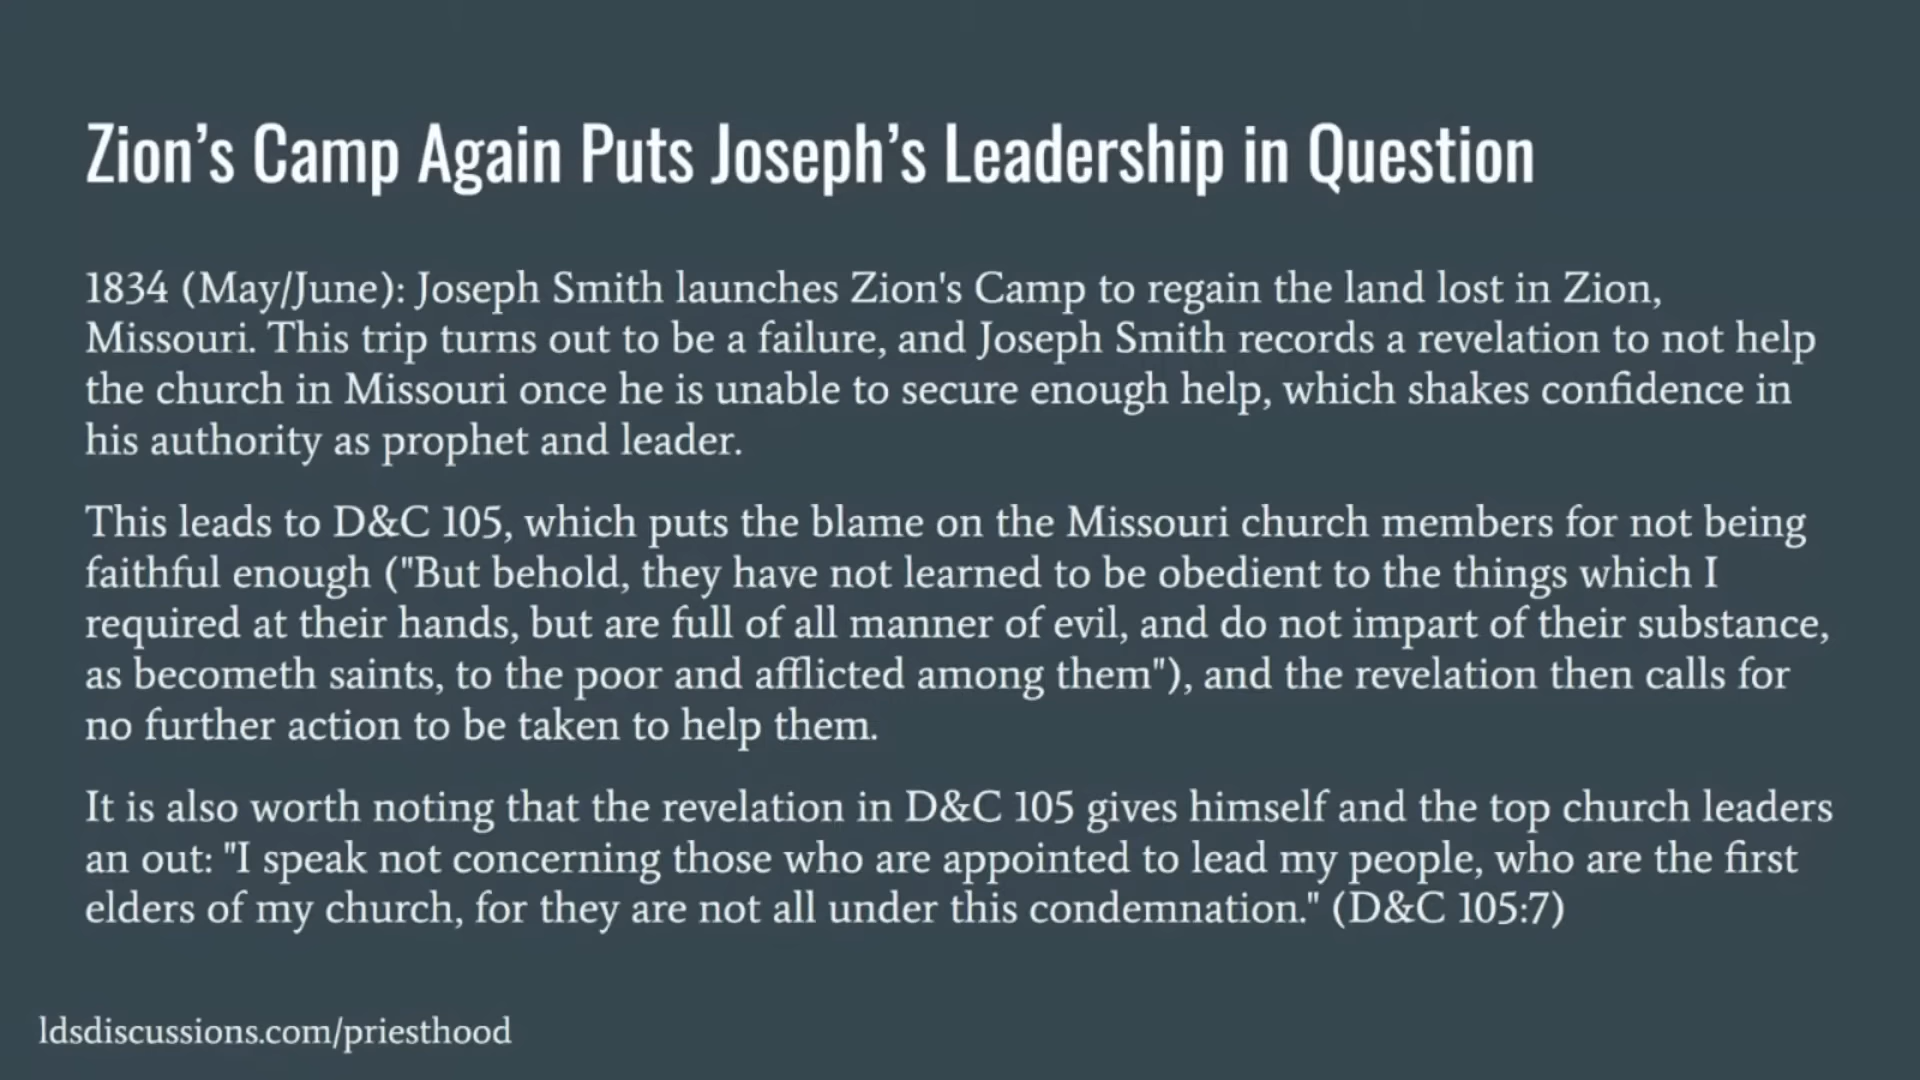 Zion's Camp Again Puts Joseph's Leadership in Question
1834 (May/June): Joseph Smith launches Zion's Camp to regain the land lost in Zion,
Missouri. This trip turns out to be a failure, and Joseph Smith records a revelation to not help
the church in Missouri once he is unable to secure enough help, which shakes confidence in
his authority as prophet and leader.
This leads to D&C 105, which puts the blame on the Missouri church members for not being
faithful enough ("But behold, they have not learned to be obedient to the things which I
required at their hands, but are full of all manner of evil, and do not impart of their substance,
as becometh saints, to the poor and afflicted among them"), and the revelation then calls for
no further action to be taken to help them.
It is also worth noting that the revelation in D&C 105 gives himself and the top church leaders
an out: "I speak not concerning those who are appointed to lead my people, who are the first
elders of my church, for they are not all under this condemnation." (D&C 105:7)
ldsdiscussions.com/priesthood